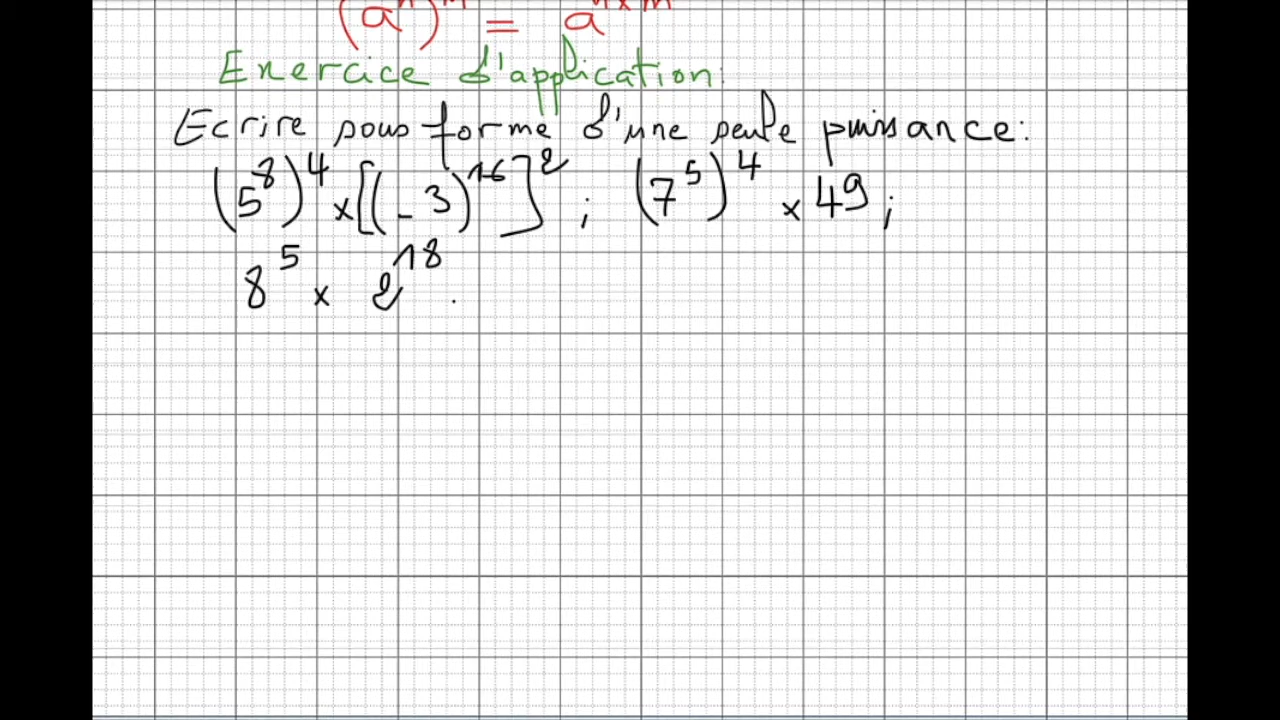 (aⁿ)ᵐ = aⁿˣᵐ
Exercice d'application:
Ecrire sous forme d'une seule puissance:
(5⁸)⁴ × [(-3)¹⁶]² ; (7⁵)⁴ × 49 ;
8⁵ × 2¹⁸ .